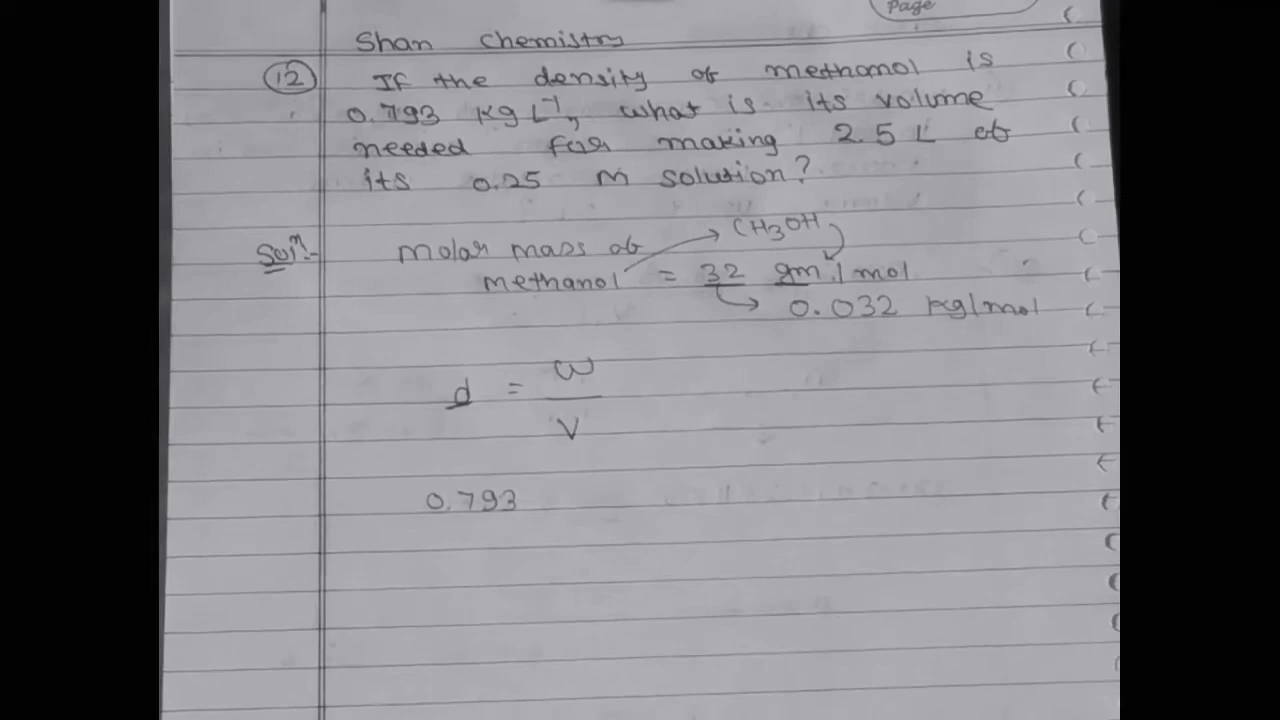 Page
Shan Chemistry
12 If the density of methanol is
0.793 kg L⁻¹, what is its volume
needed for making 2.5 L of
its 0.25 M solution?
Solⁿ:- Molar mass of → CH3OH
methanol = 32 gm/mol
→ 0.032 kg/mol
d = w
V
0.793